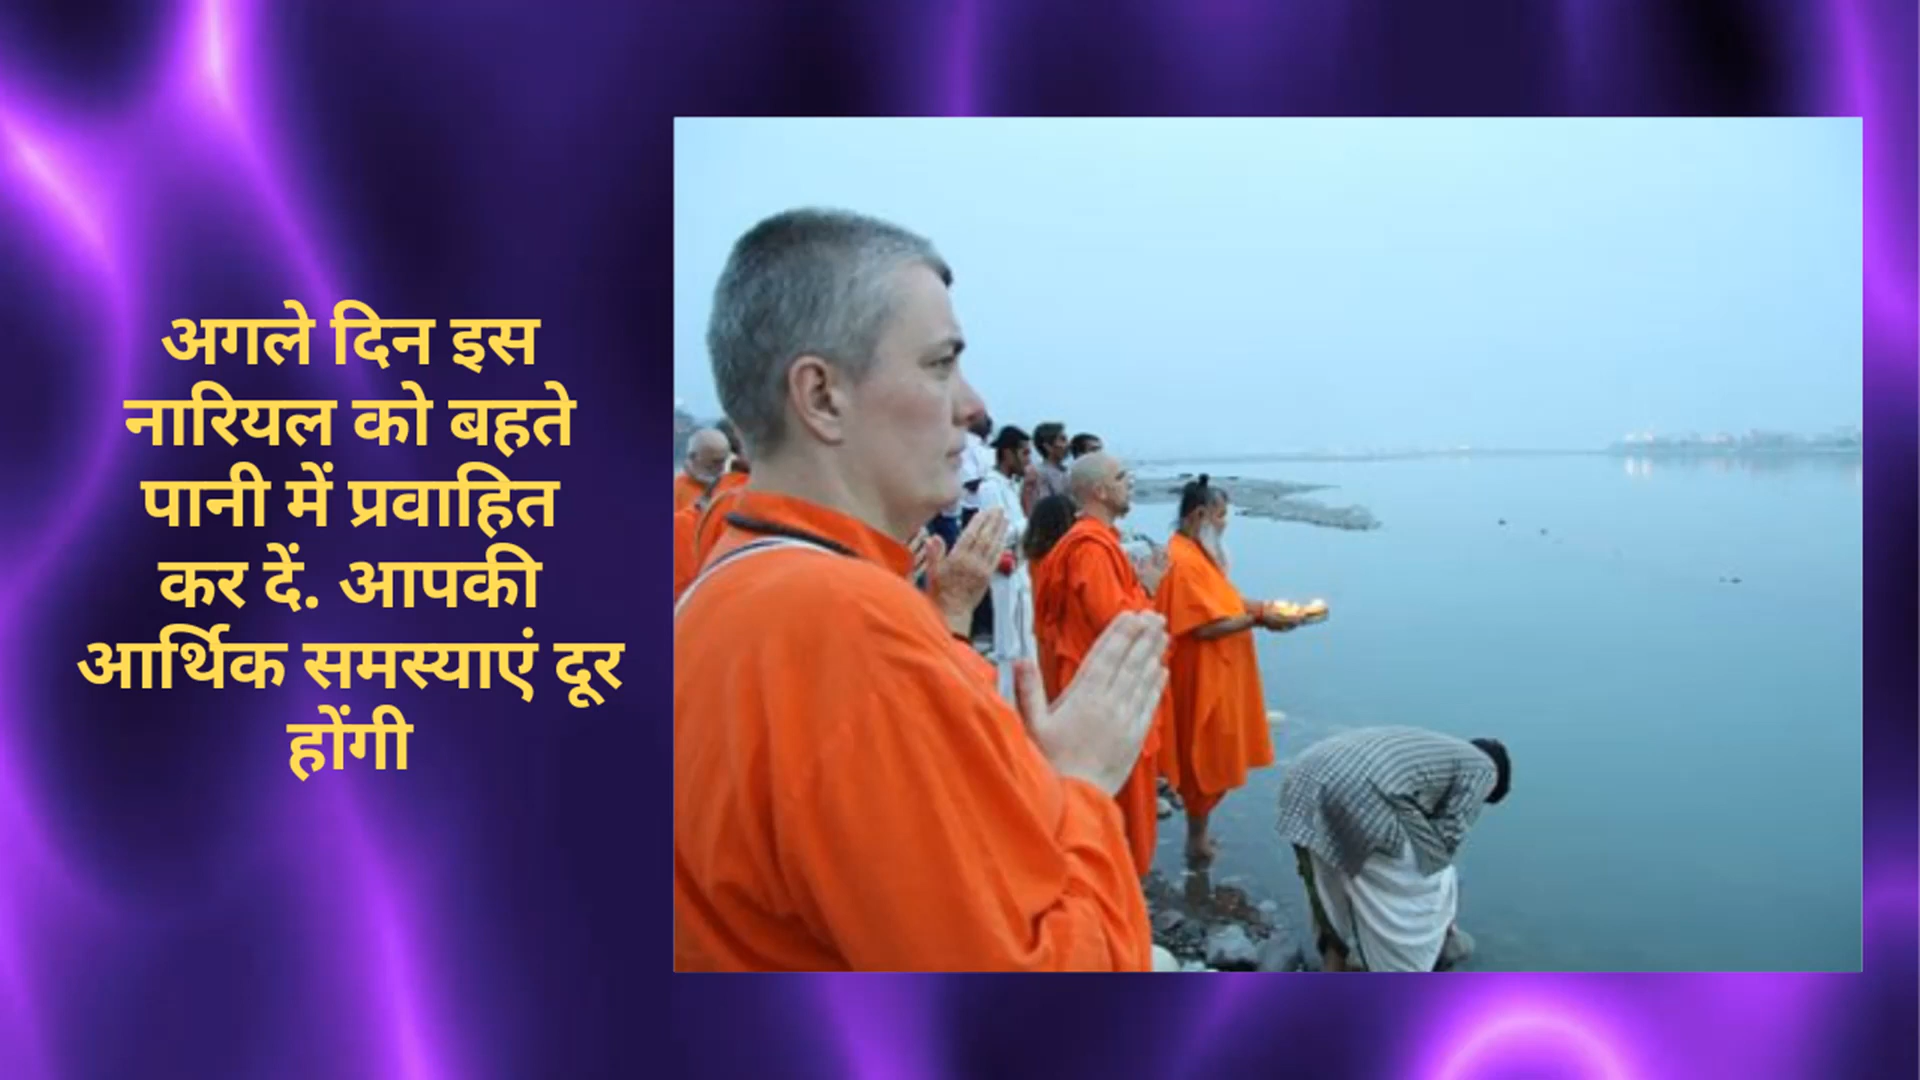 अगले दिन इस
नारियल को बहते
पानी में प्रवाहित
कर दें. आपकी
आर्थिक समस्याएं दूर
होंगी